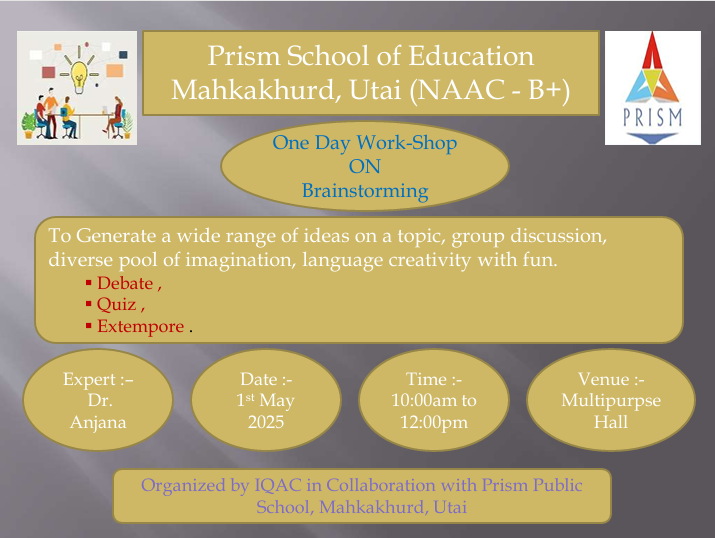 Prism School of Education
Mahkakhurd, Utai (NAAC - B+)
PRISM
One Day Work-Shop
ON
Brainstorming
To Generate a wide range of ideas on a topic, group discussion,
diverse pool of imagination, language creativity with fun.
▪ Debate ,
▪ Quiz ,
▪ Extempore .
Expert :–
Dr.
Anjana
Date :-
1st May
2025
Time :-
10:00am to
12:00pm
Venue :-
Multipurpse
Hall
Organized by IQAC in Collaboration with Prism Public
School, Mahkakhurd, Utai